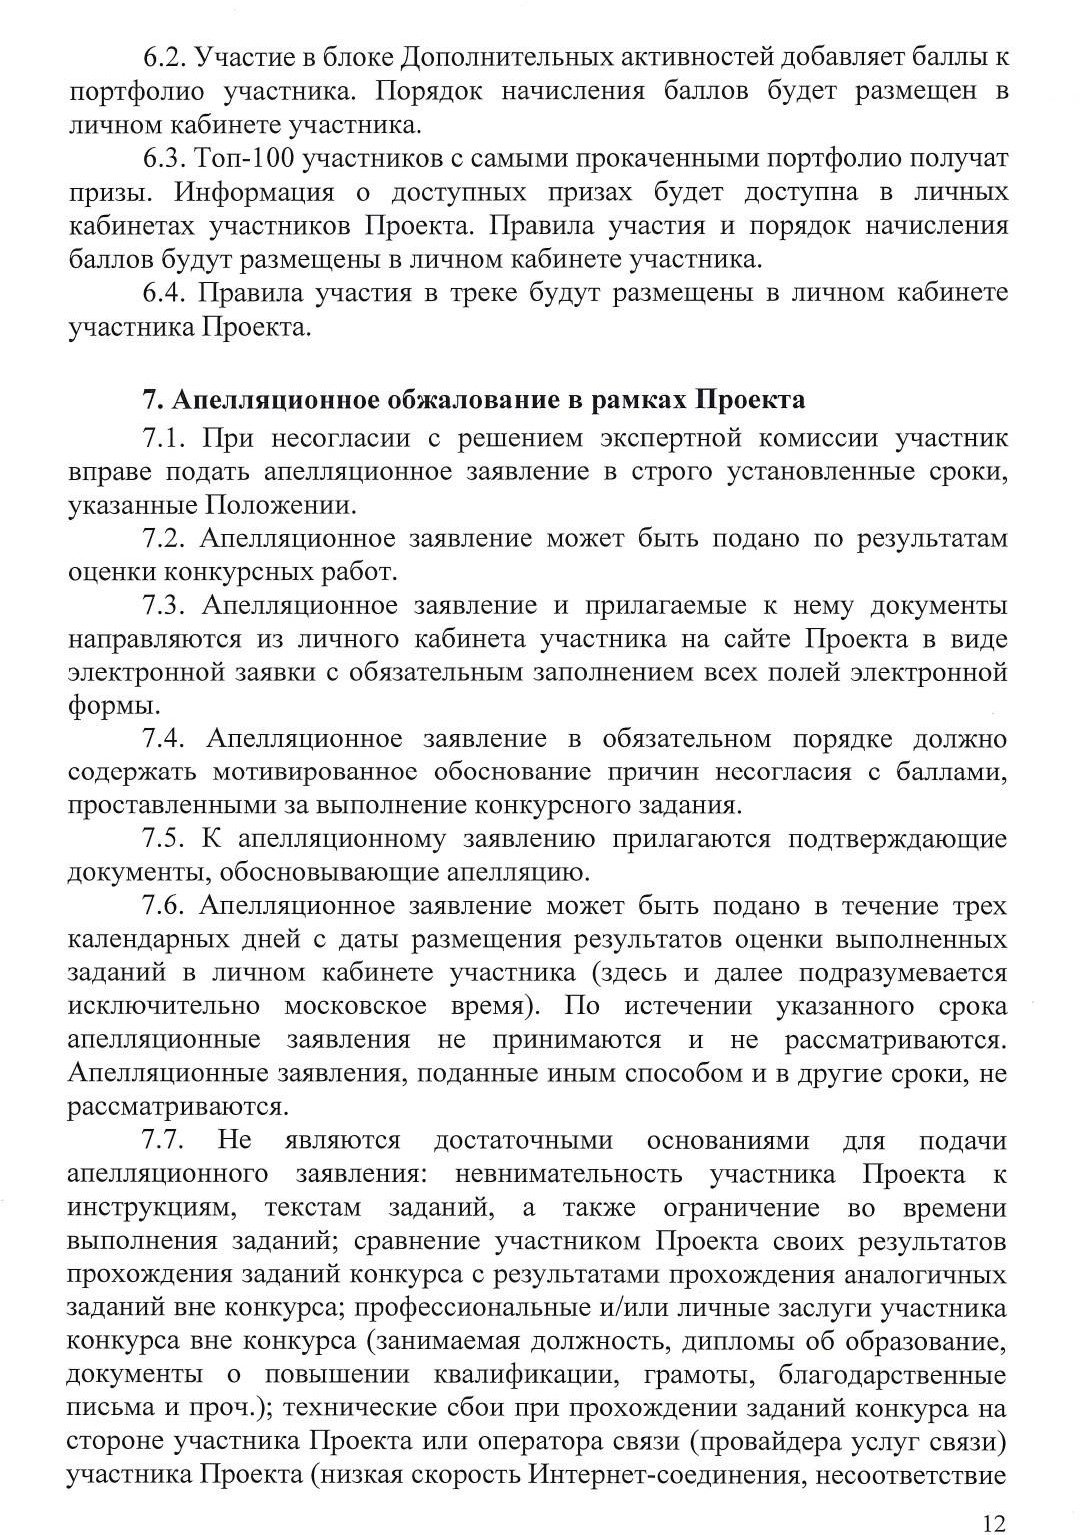 6.2. Участие в блоке Дополнительных активностей добавляет баллы к
портфолио участника. Порядок начисления баллов будет размещен в
личном кабинете участника.
6.3. Топ-100 участников с самыми прокаченными портфолио получат
призы. Информация о доступных призах будет доступна в личных
кабинетах участников Проекта. Правила участия и порядок начисления
баллов будут размещены в личном кабинете участника.
6.4. Правила участия в треке будут размещены в личном кабинете
участника Проекта.
7. Апелляционное обжалование в рамках Проекта
7.1. При несогласии с решением экспертной комиссии участник
вправе подать апелляционное заявление в строго установленные сроки,
указанные Положении.
7.2. Апелляционное заявление может быть подано по результатам
оценки конкурсных работ.
7.3. Апелляционное заявление и прилагаемые к нему документы
направляются из личного кабинета участника на сайте Проекта в виде
электронной заявки с обязательным заполнением всех полей электронной
формы.
7.4. Апелляционное заявление в обязательном порядке должно
содержать мотивированное обоснование причин несогласия с баллами,
проставленными за выполнение конкурсного задания.
7.5. К апелляционному заявлению прилагаются подтверждающие
документы, обосновывающие апелляцию.
7.6. Апелляционное заявление может быть подано в течение трех
календарных дней с даты размещения результатов оценки выполненных
заданий в личном кабинете участника (здесь и далее подразумевается
исключительно московское время). По истечении указанного срока
апелляционные заявления не принимаются и не рассматриваются.
Апелляционные заявления, поданные иным способом и в другие сроки, не
рассматриваются.
7.7. Не являются достаточными основаниями для подачи
апелляционного заявления: невнимательность участника Проекта к
инструкциям, текстам заданий, а также ограничение во времени
выполнения заданий; сравнение участником Проекта своих результатов
прохождения заданий конкурса с результатами прохождения аналогичных
заданий вне конкурса; профессиональные и/или личные заслуги участника
конкурса вне конкурса (занимаемая должность, дипломы об образование,
документы о повышении квалификации, грамоты, благодарственные
письма и проч.); технические сбои при прохождении заданий конкурса на
стороне участника Проекта или оператора связи (провайдера услуг связи)
участника Проекта (низкая скорость Интернет-соединения, несоответствие
12